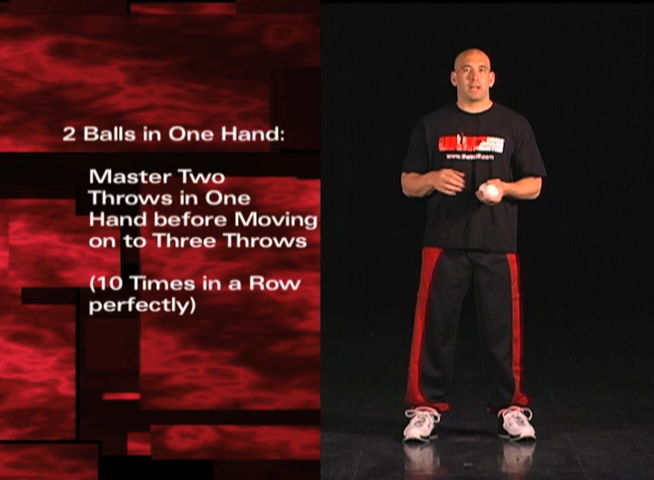 2 Balls in One Hand:
Master Two
Throws in One
Hand before Moving
on to Three Throws
(10 Times in a Row
perfectly)